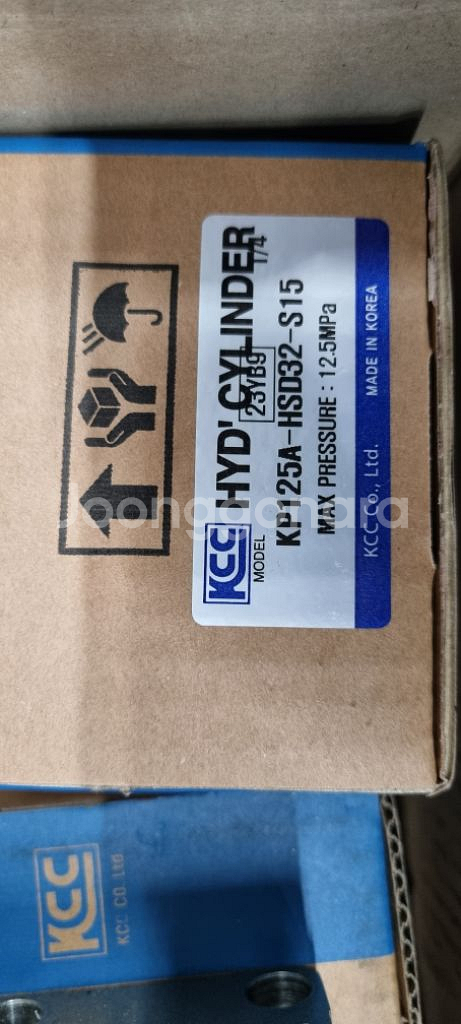 KCC HYD' CYLINDER
1/4
23YB9
MODEL
KP125A-HSD32-S15
MAX PRESSURE : 12.5MPa
KCC Co., Ltd. MADE IN KOREA
Joonggonara
KCC
KCC CO. Ltd